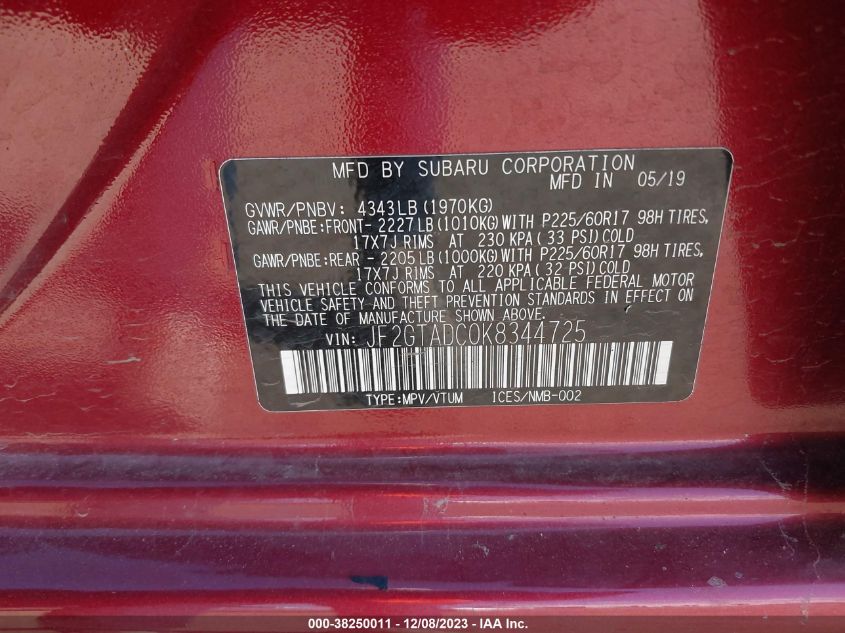 MFD BY SUBARU CORPORATION
MFD IN 05/19
GVWR/PNBV: 4343LB(1970KG)
GAWR/PNBE:FRONT- 2227LB(1010KG)WITH P225/60R17 98H TIRES,
17X7J RIMS AT 230 KPA(33 PSI)COLD
GAWR/PNBE:REAR - 2205LB(1000KG)WITH P225/60R17 98H TIRES,
17X7J RIMS AT 220 KPA(32 PSI)COLD
THIS VEHICLE CONFORMS TO ALL APPLICABLE FEDERAL MOTOR
VEHICLE SAFETY AND THEFT PREVENTION STANDARDS IN EFFECT ON
THE DATE OF MANUFACTURE SHOWN ABOVE.
VIN: JF2GTADC0K8344725
TYPE:MPV/VTUM ICES/NMB-002
000-38250011 - 12/08/2023 - IAA Inc.